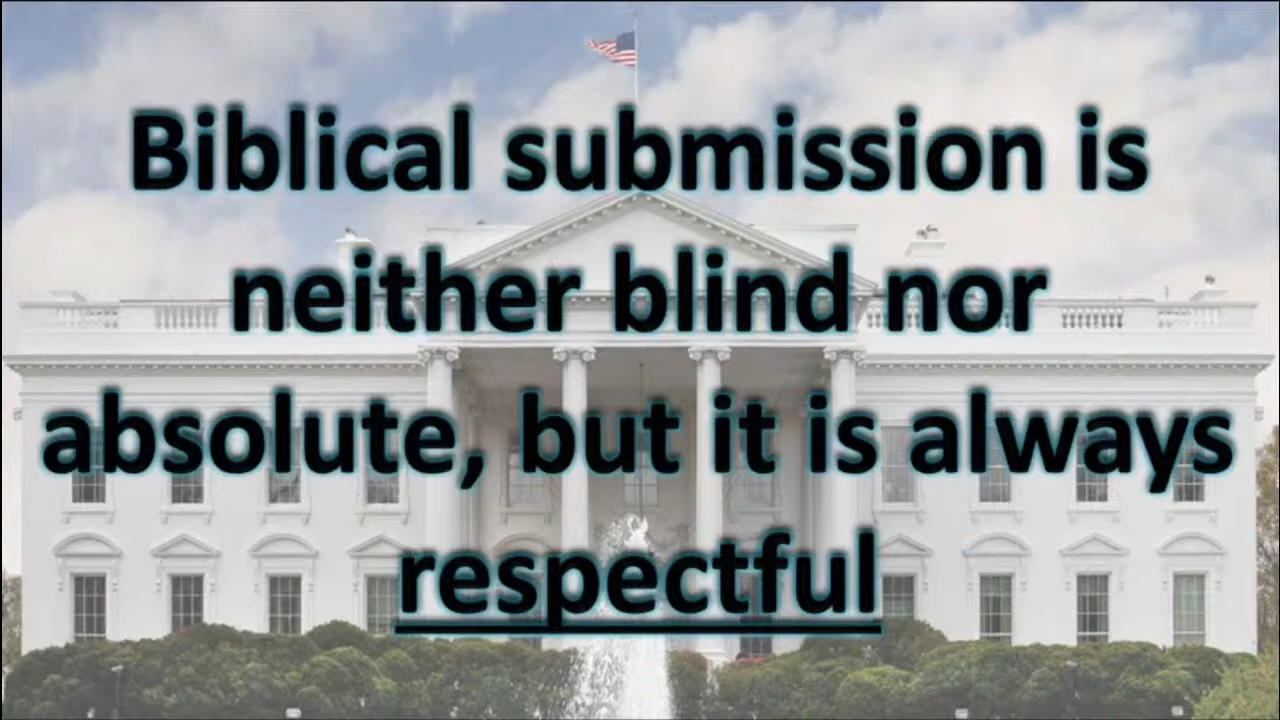 Biblical submission is
neither blind nor
absolute, but it is always
respectful